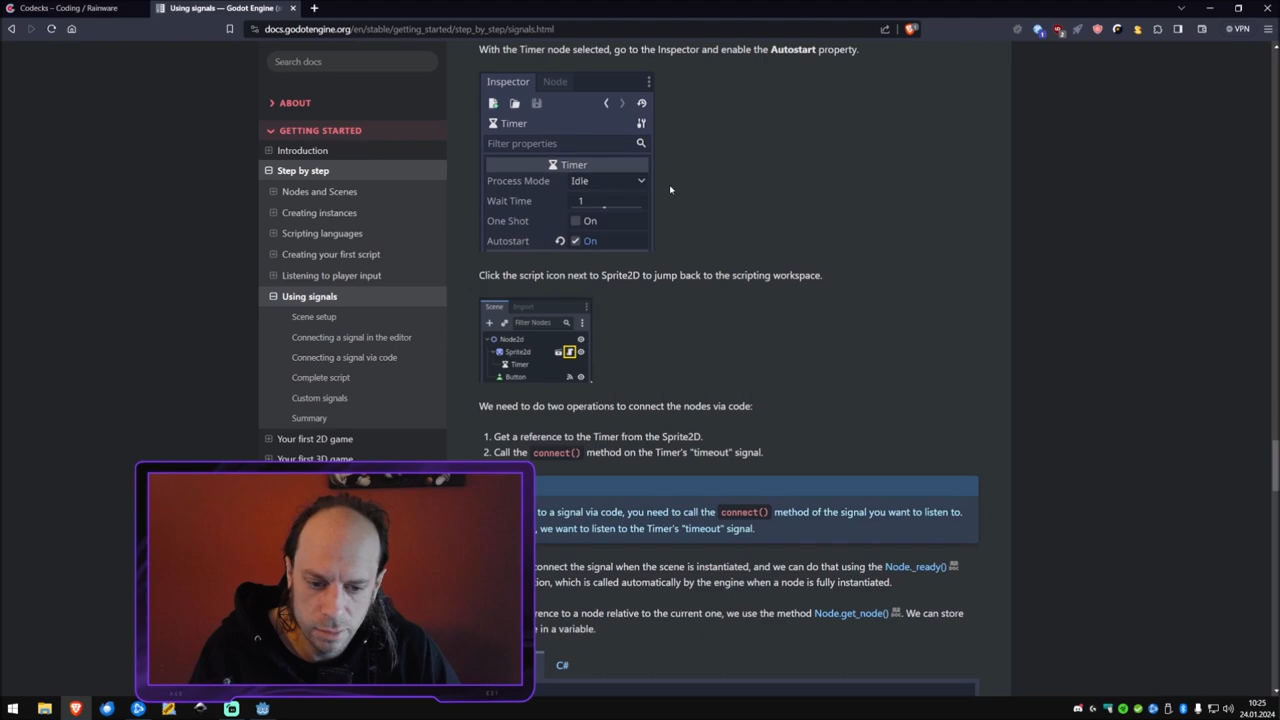 Codecks – Coding / Rainware
Using signals — Godot Engine (
docs.godotengine.org/en/stable/getting_started/step_by_step/signals.html
VPN
Search docs
ABOUT
GETTING STARTED
Introduction
Step by step
Nodes and Scenes
Creating instances
Scripting languages
Creating your first script
Listening to player input
Using signals
Scene setup
Connecting a signal in the editor
Connecting a signal via code
Complete script
Custom signals
Summary
Your first 2D game
Your first 3D game
With the Timer node selected, go to the Inspector and enable the Autostart property.
Inspector Node
Timer
Filter properties
Timer
Process Mode Idle
Wait Time 1
One Shot On
Autostart On
Click the script icon next to Sprite2D to jump back to the scripting workspace.
Scene Import
Filter Nodes
Node2d
Sprite2d
Timer
Button
We need to do two operations to connect the nodes via code:
1. Get a reference to the Timer from the Sprite2D.
2. Call the connect() method on the Timer's "timeout" signal.
to a signal via code, you need to call the connect() method of the signal you want to listen to.
, we want to listen to the Timer's "timeout" signal.
connect the signal when the scene is instantiated, and we can do that using the Node._ready()
tion, which is called automatically by the engine when a node is fully instantiated.
rence to a node relative to the current one, we use the method Node.get_node() . We can store
e in a variable.
C#
10:25
24.01.2024